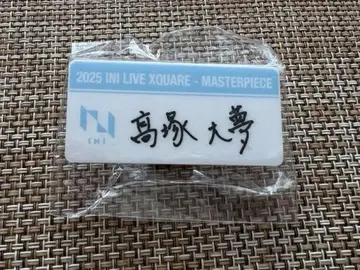 2025 INI LIVE XQUARE - MASTERPIECE
INI
髙塚 大夢